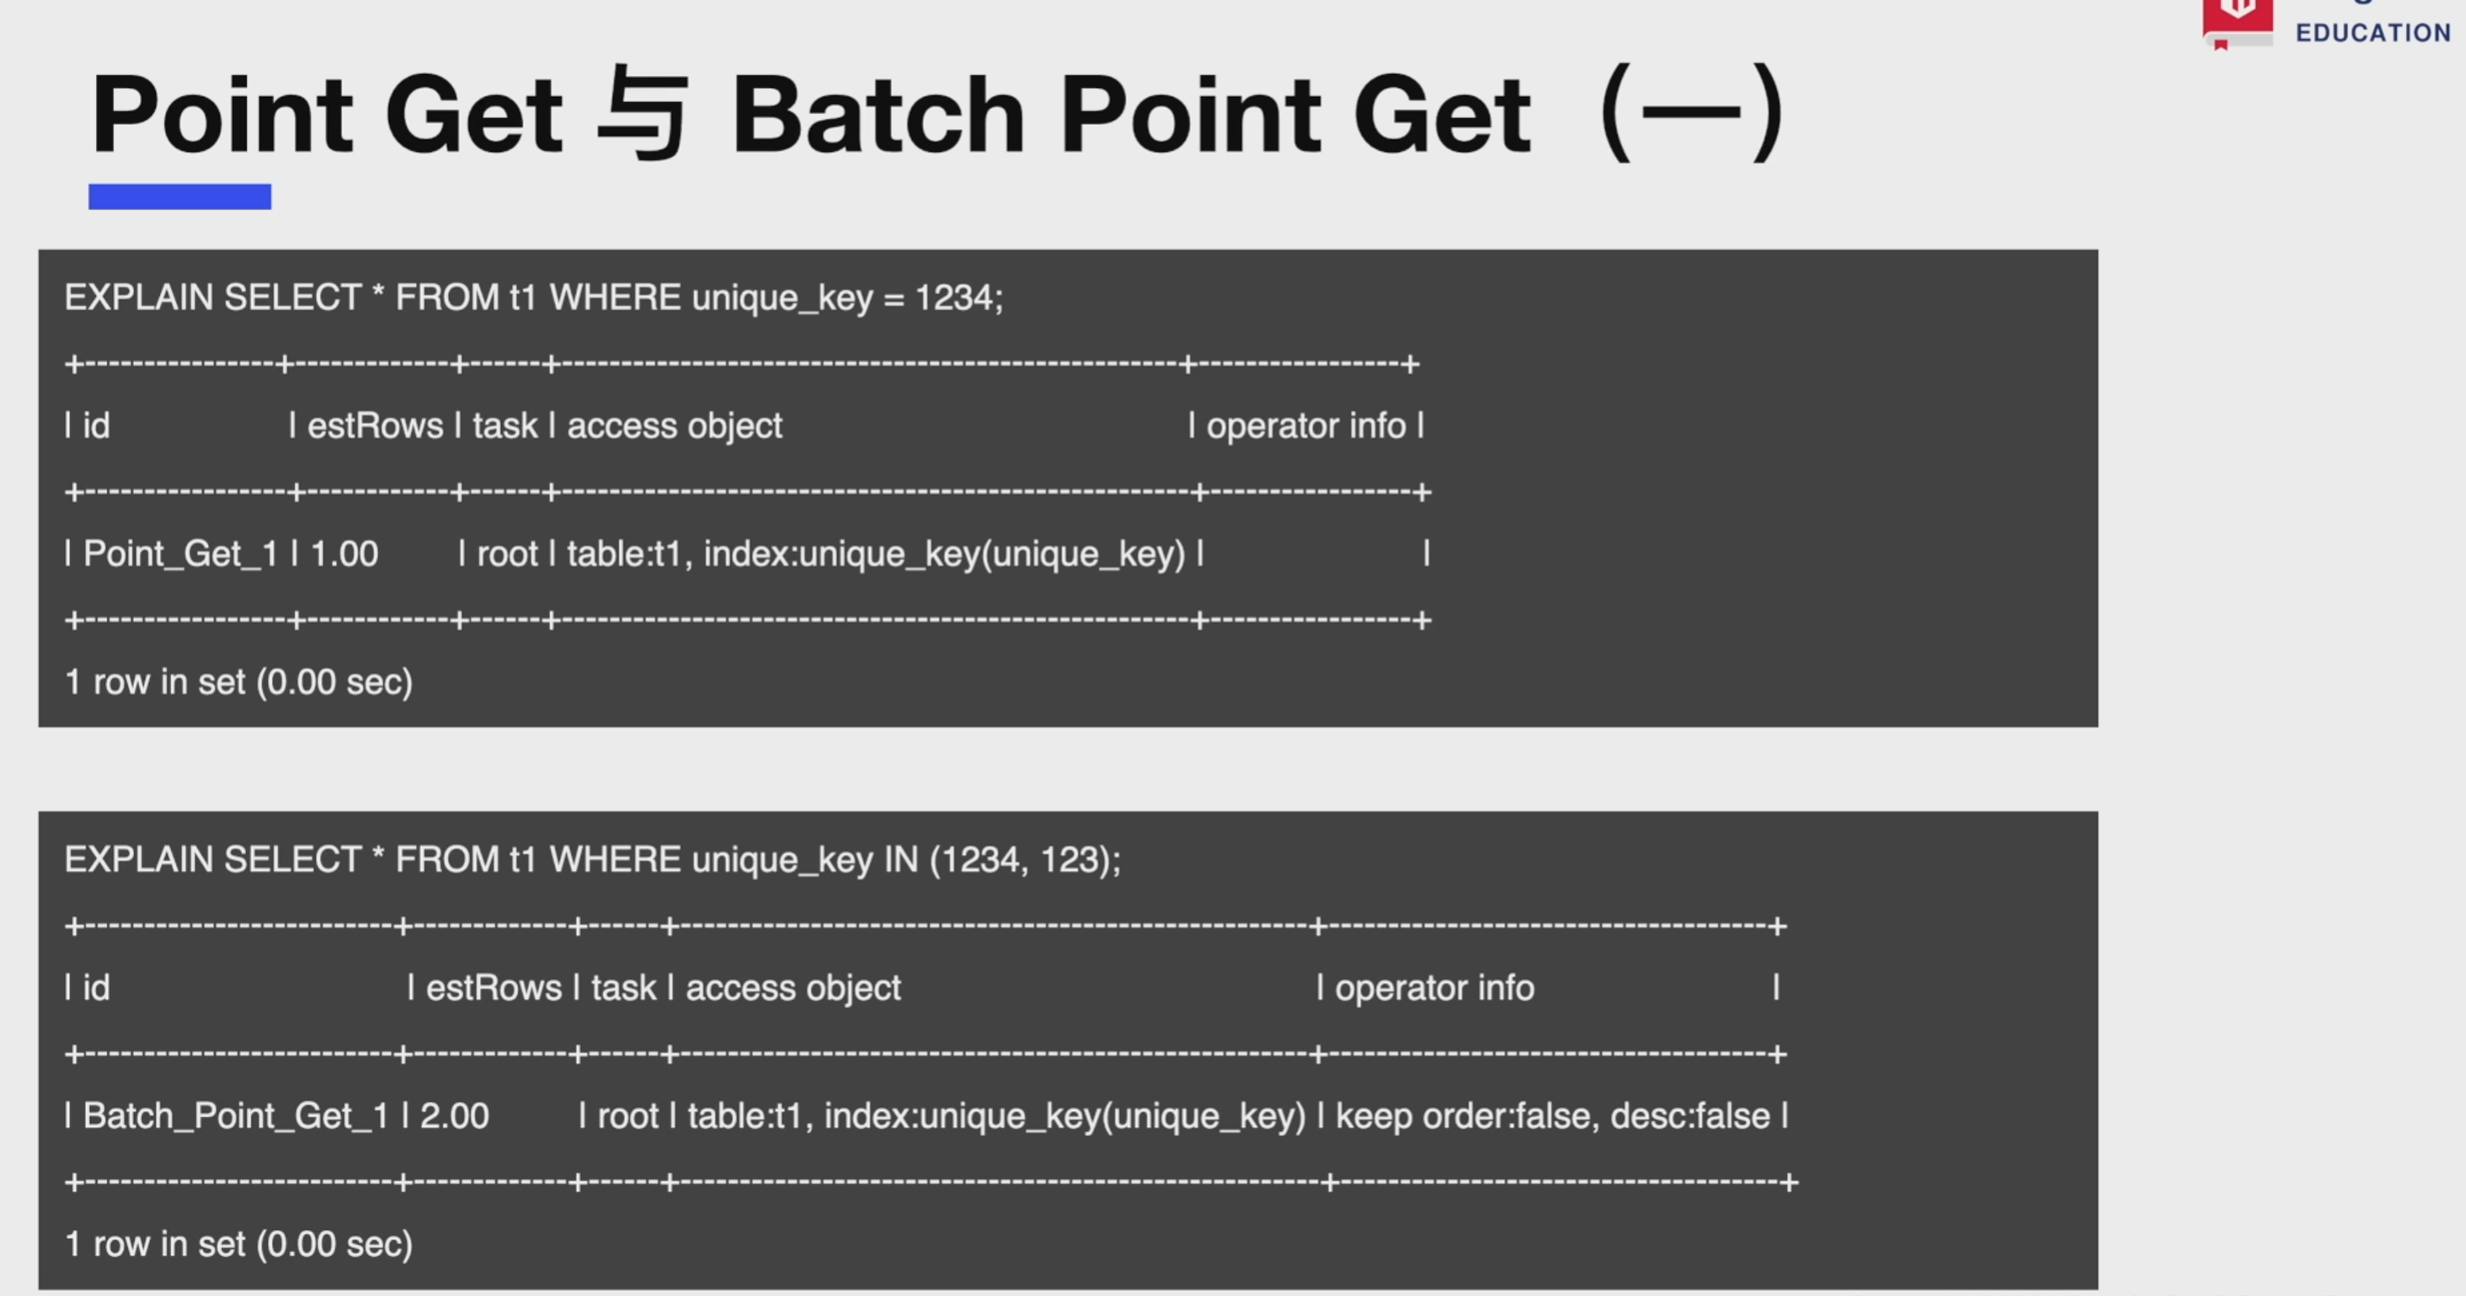 EDUCATION
Point Get 与 Batch Point Get （一）
EXPLAIN SELECT * FROM t1 WHERE unique_key = 1234;
+----------------+--------------+------+-----------------------------------------------------+-----------------+
| id | estRows | task | access object | operator info |
+-----------------+------------+------+------------------------------------------------------+-----------------+
| Point_Get_1 | 1.00 | root | table:t1, index:unique_key(unique_key) | |
+-----------------+------------+------+------------------------------------------------------+-----------------+
1 row in set (0.00 sec)
EXPLAIN SELECT * FROM t1 WHERE unique_key IN (1234, 123);
+--------------------------+-------------+------+------------------------------------------------------+-------------------------------------+
| id | estRows | task | access object | operator info |
+--------------------------+-------------+------+------------------------------------------------------+-------------------------------------+
| Batch_Point_Get_1 | 2.00 | root | table:t1, index:unique_key(unique_key) | keep order:false, desc:false |
+--------------------------+-------------+------+-------------------------------------------------------+-------------------------------------+
1 row in set (0.00 sec)